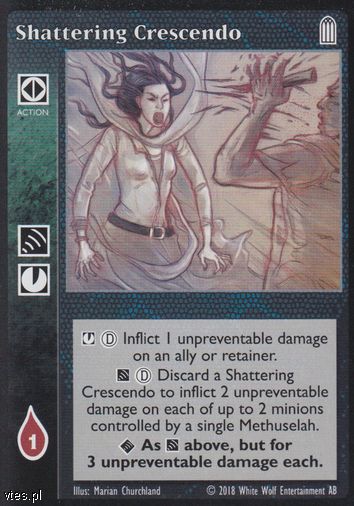 Shattering Crescendo
ACTION
D Inflict 1 unpreventable damage
on an ally or retainer.
D Discard a Shattering
Crescendo to inflict 2 unpreventable
damage on each of up to 2 minions
controlled by a single Methuselah.
As above, but for
3 unpreventable damage each.
1
Illus: Marian Churchland © 2018 White Wolf Entertainment AB
vtes.pl